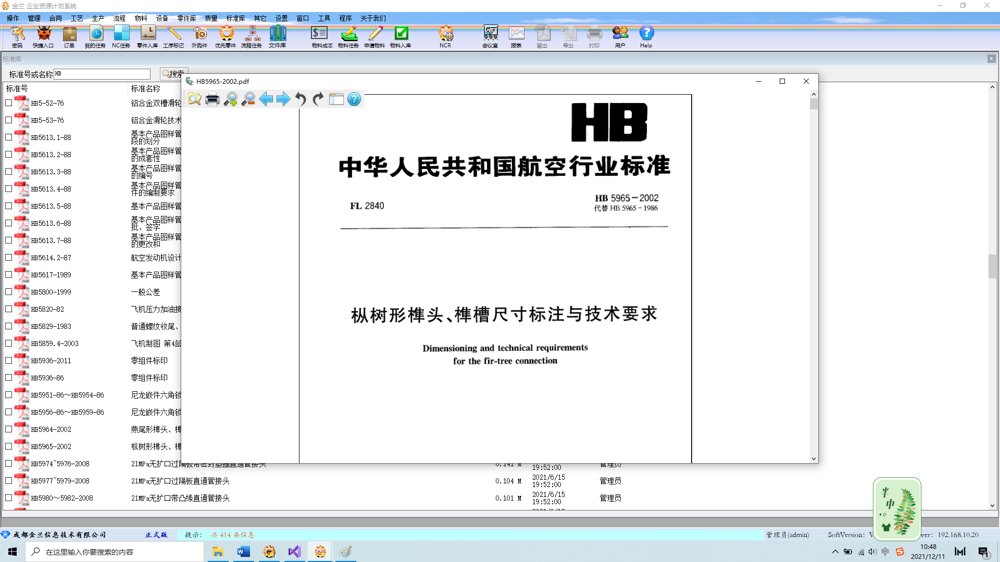 金兰 企业资源计划系统
操作 管理 合同 工艺 生产 流程 物料 设备 零件库 质量 标准库 其它 设置 窗口 工具 程序 关于我们
密码 快捷入口 订单 我的任务 NC任务 零件入库 工序标记 外购件 优先零件 流程任务 文件库 物料成本 物料任务 申请物料 物料入库 NCR 会议室 报表 输出 导出 打印 用户 Help
标准库
标准号或名称 HB 搜索
标准号 标准名称
HB5-52-76 铝合金双槽滑轮
HB5-53-76 铝合金滑轮技术
HB5613.1-88 基本产品图样管
段的划分
HB5613.2-88 基本产品图样管
的成套性
HB5613.3-88 基本产品图样管
的编号
HB5613.4-88 基本产品图样管
件的编制要求
HB5613.5-88 基本产品图样管
HB5613.6-88 基本产品图样管
批、签字
HB5613.7-88 基本产品图样管
的更改和
HB5614.2-87 航空发动机设计
HB5617-1989 基本产品图样管
HB5800-1999 一般公差
HB5820-82 飞机压力加油接
HB5829-1983 普通螺纹收尾、
HB5859.4-2003 飞机制图 第4部
HB5936-2011 零组件标印
HB5936-86 零组件标印
HB5951-86~HB5954-86 尼龙嵌件六角锁
HB5956-86~HB5959-86 尼龙嵌件六角锁
HB5964-2002 燕尾形榫头、榫
HB5965-2002 枞树形榫头、榫
HB5974~5976-2008 21MPa无扩口过隔板带密封垫圈直通管接头 0.141 M 19:52:00 管理员
HB5977~5979-2008 21MPa无扩口过隔板直通管接头 0.104 M 2021/6/15 19:52:00 管理员
HB5980~5982-2008 21MPa无扩口带凸缘直通管接头 0.101 M 2021/6/15 19:52:00 管理员
HB5965-2002.pdf
HB
中华人民共和国航空行业标准
FL 2840
HB 5965-2002
代替 HB 5965-1986
枞树形榫头、榫槽尺寸标注与技术要求
Dimensioning and technical requirements
for the fir-tree connection
半
中
成都金兰信息技术有限公司 正式版 提示： 共 414 条信息 管理员(admin) SoftVersion: V ver: 192.168.10.20
在这里输入你要搜索的内容
中
10:48
2021/12/11
1